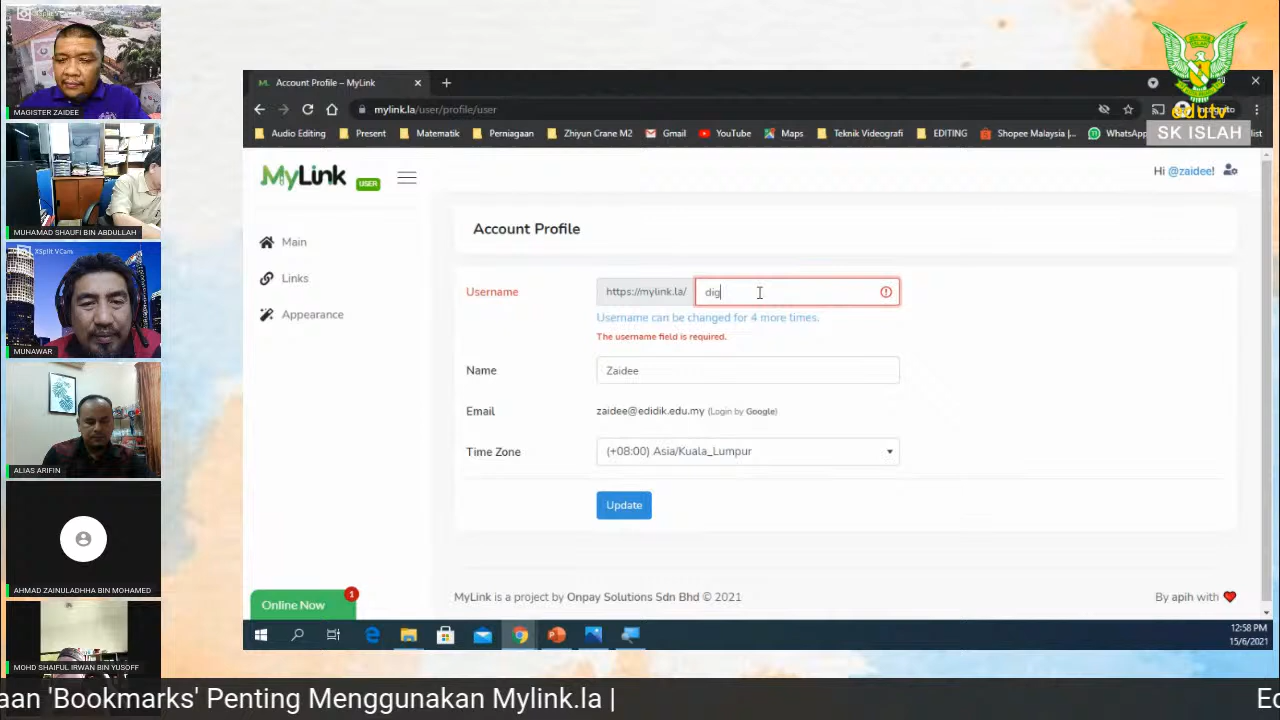 XSplit VCam
MAGISTER ZAIDEE
MUHAMAD SHAUFI BIN ABDULLAH
XSplit VCam
MUNAWAR
ALIAS ARIFIN
AHMAD ZAINULADHHA BIN MOHAMED
MOHD SHAIFUL IRWAN BIN YUSOFF
edutv
SK ISLAH
Account Profile – MyLink
mylink.la/user/profile/user
Incognito
Audio Editing
Present
Matematik
Perniagaan
Zhiyun Crane M2
Gmail
YouTube
Maps
Teknik Videografi
EDITING
Shopee Malaysia |...
WhatsApp
MyLink USER
Hi @zaidee!
Main
Links
Appearance
Account Profile
Username https://mylink.la/ dig
Username can be changed for 4 more times.
The username field is required.
Name Zaidee
Email zaidee@edidik.edu.my (Login by Google)
Time Zone (+08:00) Asia/Kuala_Lumpur
Update
MyLink is a project by Onpay Solutions Sdn Bhd © 2021
By apih with
Online Now 1
12:58 PM
15/6/2021
aan 'Bookmarks' Penting Menggunakan Mylink.la |